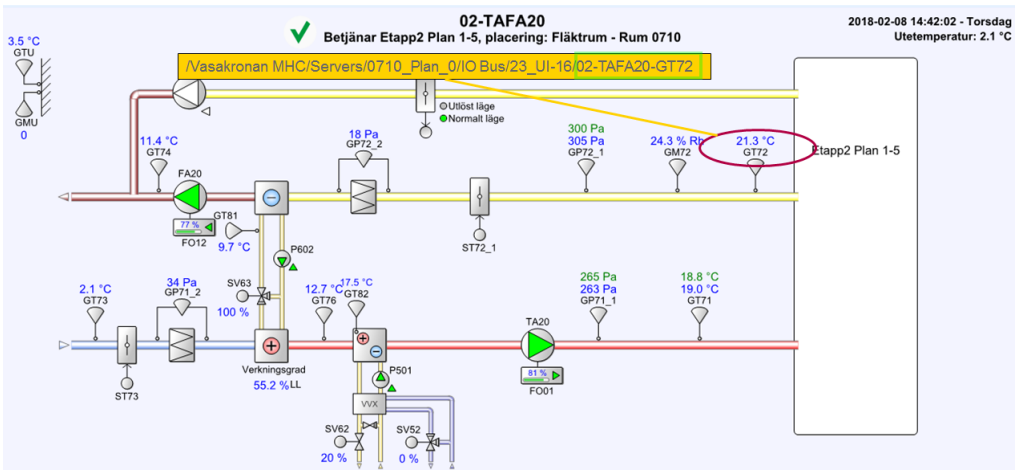 02-TAFA20
Betjänar Etapp2 Plan 1-5, placering: Fläktrum - Rum 0710
2018-02-08 14:42:02 - Torsdag
Utetemperatur: 2.1 °C
3.5 °C
GTU
GMU
0
/Vasakronan MHC/Servers/0710_Plan_0/IO Bus/23_UI-16/02-TAFA20-GT72
Utlöst läge
Normalt läge
11.4 °C
GT74
FA20
77 %
FO12
GT81
9.7 °C
18 Pa
GP72_2
ST72_1
300 Pa
305 Pa
GP72_1
24.3 % Rh
GM72
21.3 °C
GT72
Etapp2 Plan 1-5
P602
SV63
100 %
2.1 °C
GT73
ST73
34 Pa
GP71_2
Verkningsgrad
55.2 % LL
12.7 °C
GT76
17.5 °C
GT82
P501
VVX
SV62
20 %
SV52
0 %
TA20
81 %
FO01
265 Pa
263 Pa
GP71_1
18.8 °C
19.0 °C
GT71